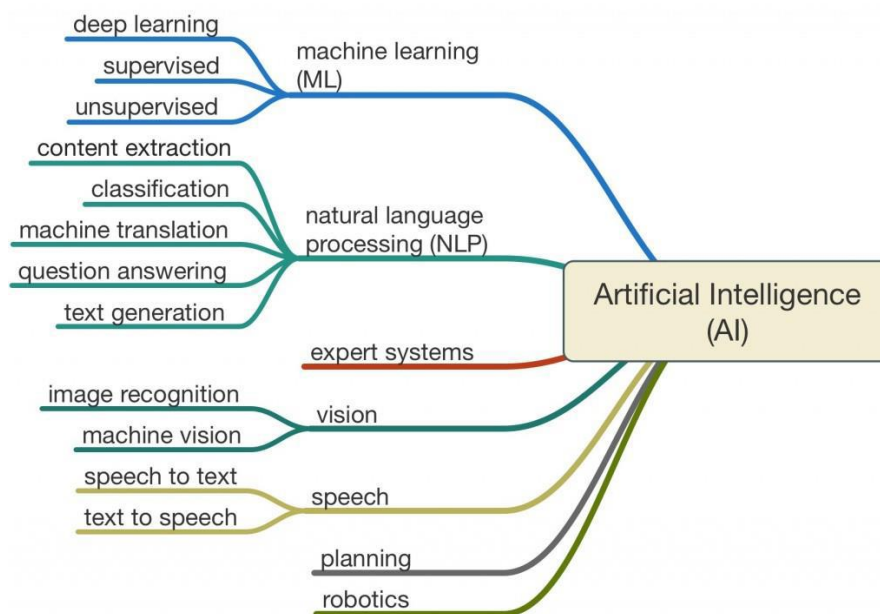 deep learning
machine learning
(ML)
supervised
unsupervised
content extraction
classification
natural language
processing (NLP)
machine translation
question answering
text generation
Artificial Intelligence
(AI)
expert systems
image recognition
vision
machine vision
speech to text
speech
text to speech
planning
robotics